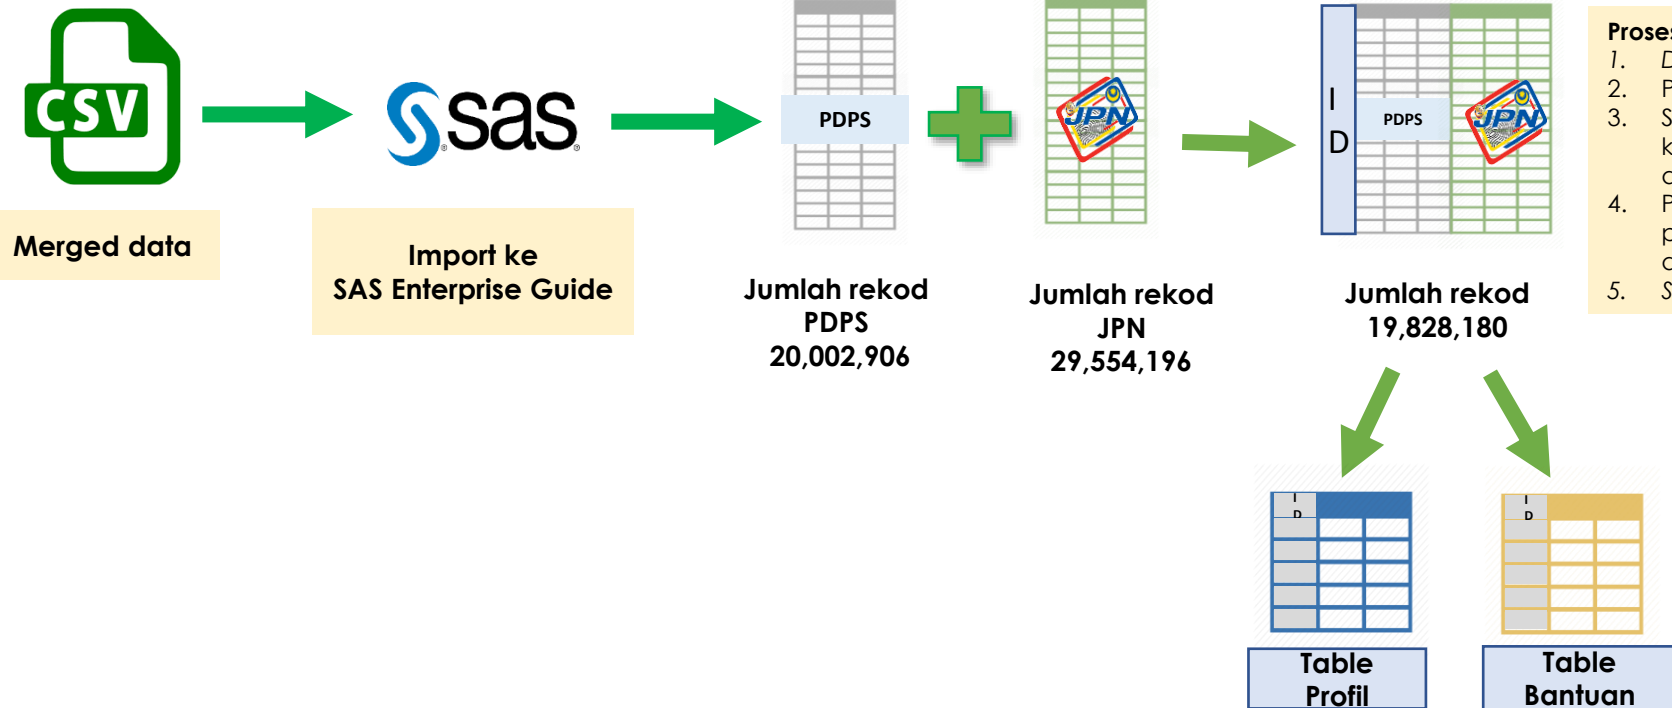 CSV
Merged data
sas
Import ke
SAS Enterprise Guide
PDPS
Jumlah rekod
PDPS
20,002,906
JPN
Jumlah rekod
JPN
29,554,196
I
D
PDPS
JPN
Jumlah rekod
19,828,180
1.
2.
3.
4.
5.
I
D
Table
Profil
I
D
Table
Bantuan